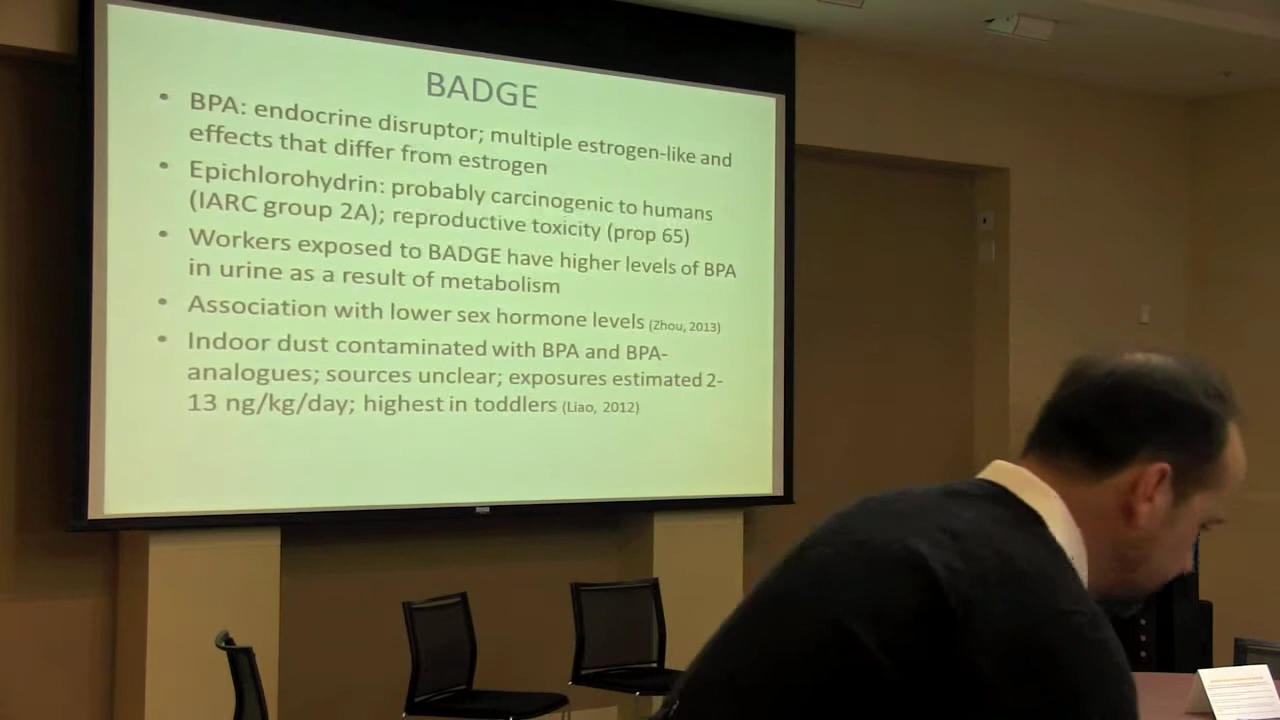 BADGE
• BPA: endocrine disruptor; multiple estrogen-like and
effects that differ from estrogen
• Epichlorohydrin: probably carcinogenic to humans
(IARC group 2A); reproductive toxicity (prop 65)
• Workers exposed to BADGE have higher levels of BPA
in urine as a result of metabolism
• Association with lower sex hormone levels (Zhou, 2013)
• Indoor dust contaminated with BPA and BPA-
analogues; sources unclear; exposures estimated 2-
13 ng/kg/day; highest in toddlers (Liao, 2012)